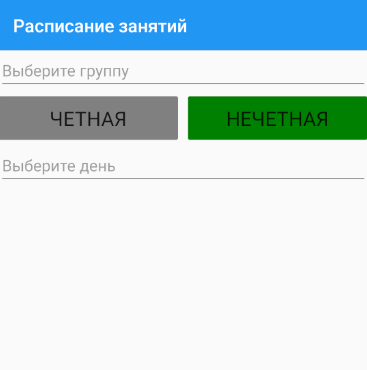 Расписание занятий
Выберите группу
ЧЕТНАЯ НЕЧЕТНАЯ
Выберите день